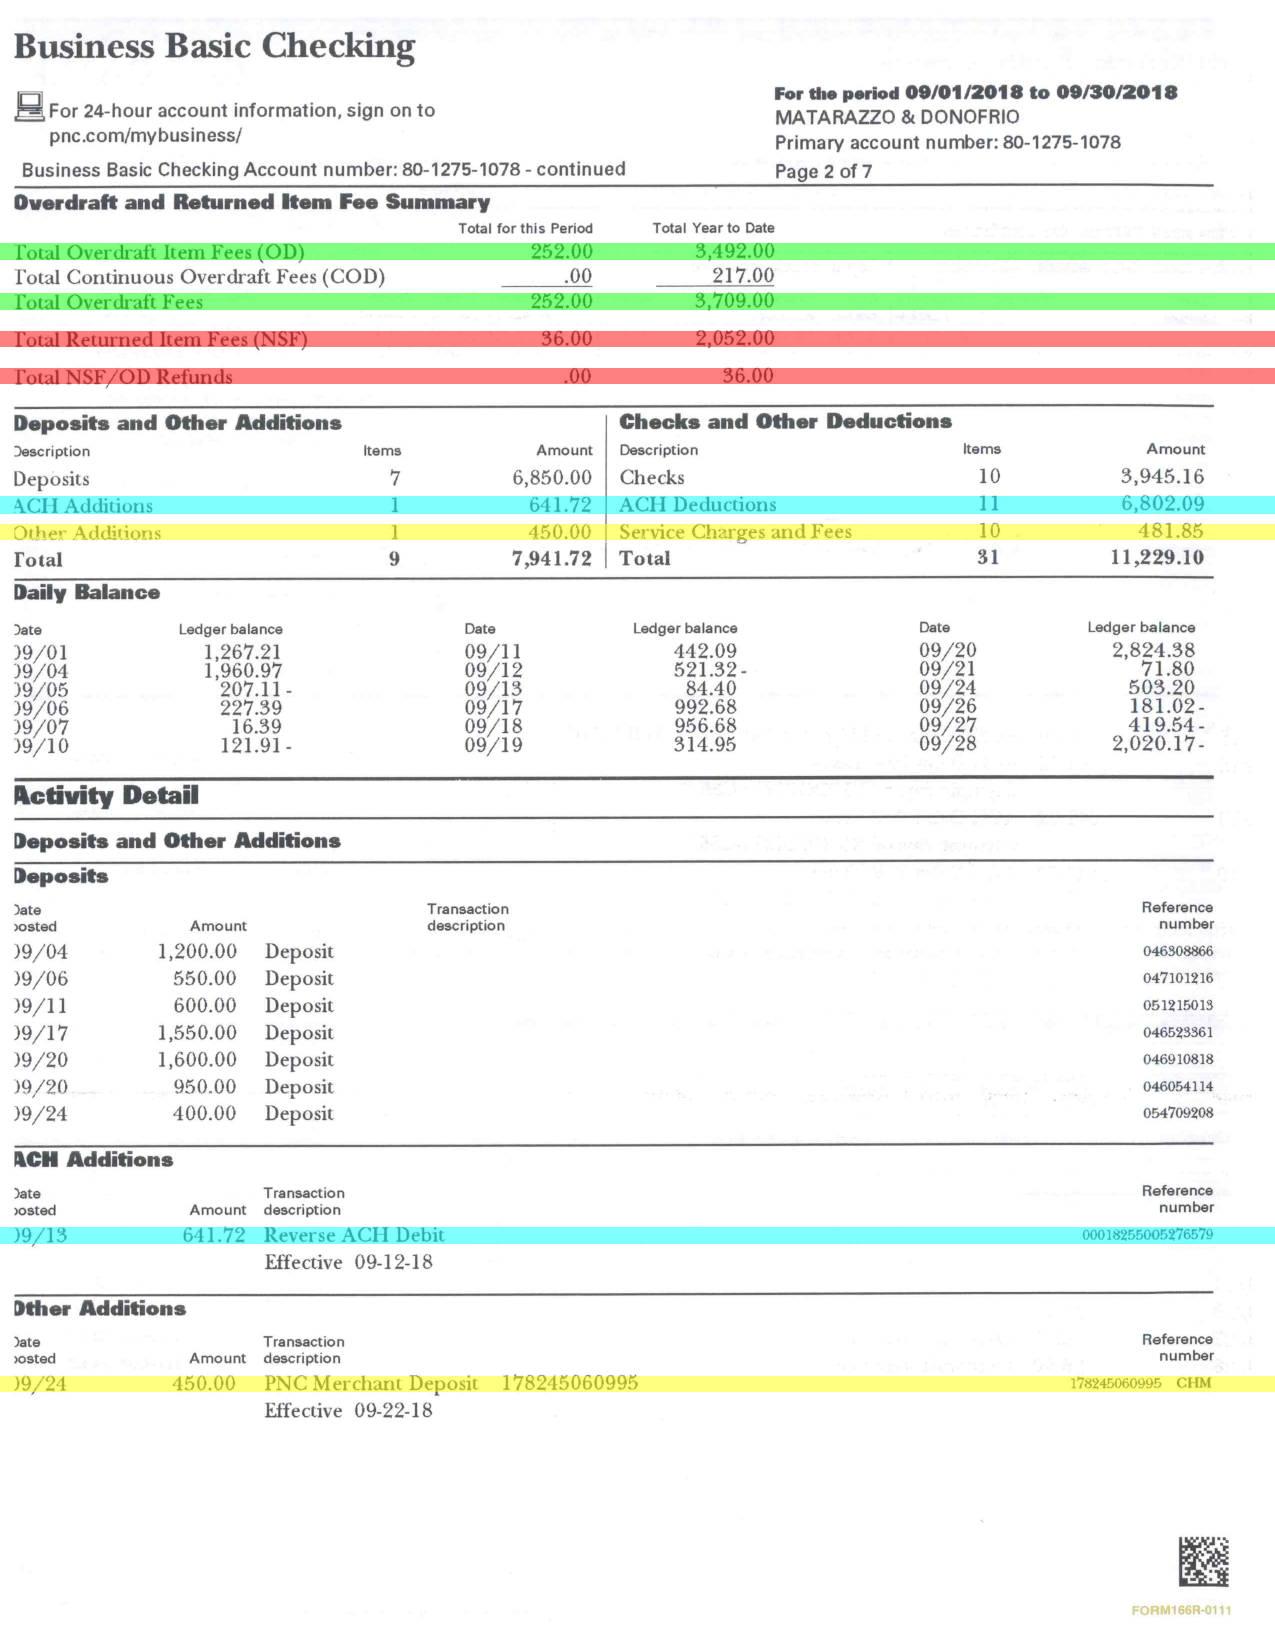 Business Basic Checking
For 24-hour account information, sign on to
pnc.com/mybusiness/
For the period 09/01/2018 to 09/30/2018
MATARAZZO & DONOFRIO
Primary account number: 80-1275-1078
Business Basic Checking Account number: 80-1275-1078 - continued
Page 2 of 7
Overdraft and Returned Item Fee Summary
Total for this Period Total Year to Date
Total Overdraft Item Fees (OD) 252.00 3,492.00
Total Continuous Overdraft Fees (COD) .00 217.00
Total Overdraft Fees 252.00 3,709.00
Total Returned Item Fees (NSF) 36.00 2,052.00
Total NSF/OD Refunds .00 36.00
Deposits and Other Additions Checks and Other Deductions
Description Items Amount Description Items Amount
Deposits 7 6,850.00 Checks 10 3,945.16
ACH Additions 1 641.72 ACH Deductions 11 6,802.09
Other Additions 1 450.00 Service Charges and Fees 10 481.85
Total 9 7,941.72 Total 31 11,229.10
Daily Balance
Date Ledger balance Date Ledger balance Date Ledger balance
09/01 1,267.21 09/11 442.09 09/20 2,824.38
09/04 1,960.97 09/12 521.32- 09/21 71.80
09/05 207.11- 09/13 84.40 09/24 503.20
09/06 227.39 09/17 992.68 09/26 181.02-
09/07 16.39 09/18 956.68 09/27 419.54-
09/10 121.91- 09/19 314.95 09/28 2,020.17-
Activity Detail
Deposits and Other Additions
Deposits
Date Transaction Reference
posted Amount description number
09/04 1,200.00 Deposit 046308866
09/06 550.00 Deposit 047101216
09/11 600.00 Deposit 051215013
09/17 1,550.00 Deposit 046523361
09/20 1,600.00 Deposit 046910818
09/20 950.00 Deposit 046054114
09/24 400.00 Deposit 054709208
ACH Additions
Date Transaction Reference
posted Amount description number
09/13 641.72 Reverse ACH Debit 00018255005276579
Effective 09-12-18
Other Additions
Date Transaction Reference
posted Amount description number
09/24 450.00 PNC Merchant Deposit 178245060995 178245060995 CHM
Effective 09-22-18
FORM166R-0111